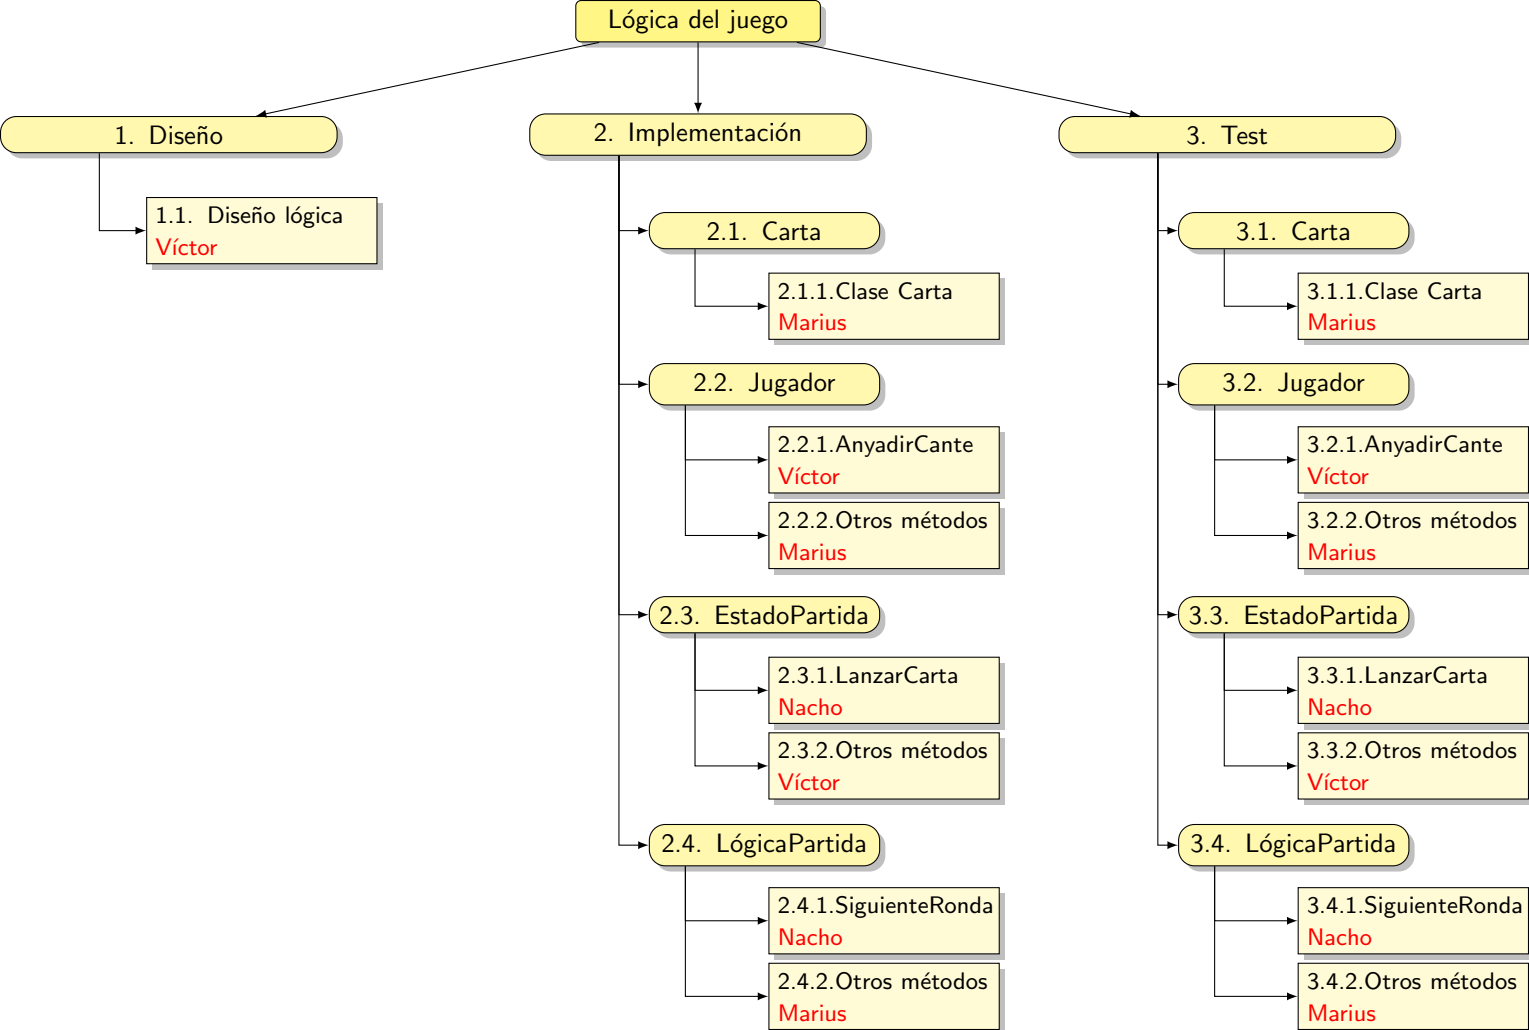 Lógica del juego
1. Diseño
1.1. Diseño lógica
Víctor
2. Implementación
2.1. Carta
2.1.1.Clase Carta
Marius
2.2. Jugador
2.2.1.AnyadirCante
Víctor
2.2.2.Otros métodos
Marius
2.3. EstadoPartida
2.3.1.LanzarCarta
Nacho
2.3.2.Otros métodos
Víctor
2.4. LógicaPartida
2.4.1.SiguienteRonda
Nacho
2.4.2.Otros métodos
Marius
3. Test
3.1. Carta
3.1.1.Clase Carta
Marius
3.2. Jugador
3.2.1.AnyadirCante
Víctor
3.2.2.Otros métodos
Marius
3.3. EstadoPartida
3.3.1.LanzarCarta
Nacho
3.3.2.Otros métodos
Víctor
3.4. LógicaPartida
3.4.1.SiguienteRonda
Nacho
3.4.2.Otros métodos
Marius